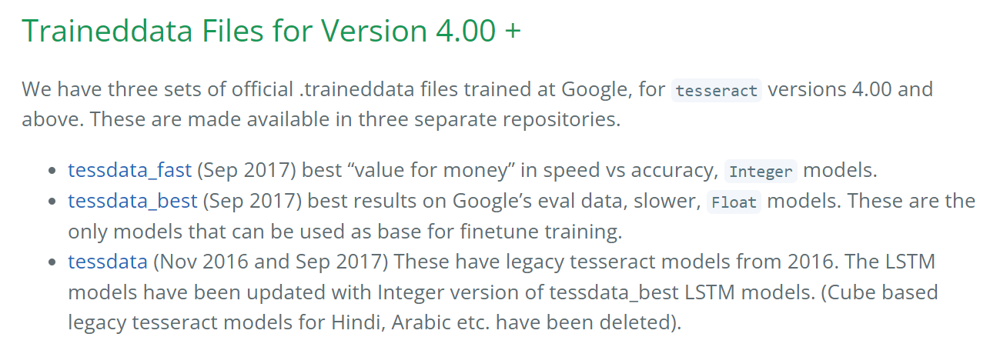 Traineddata Files for Version 4.00 +
We have three sets of official .traineddata files trained at Google, for tesseract versions 4.00 and
above. These are made available in three separate repositories.
• tessdata_fast (Sep 2017) best “value for money” in speed vs accuracy, Integer models.
• tessdata_best (Sep 2017) best results on Google’s eval data, slower, Float models. These are the
only models that can be used as base for finetune training.
• tessdata (Nov 2016 and Sep 2017) These have legacy tesseract models from 2016. The LSTM
models have been updated with Integer version of tessdata_best LSTM models. (Cube based
legacy tesseract models for Hindi, Arabic etc. have been deleted).